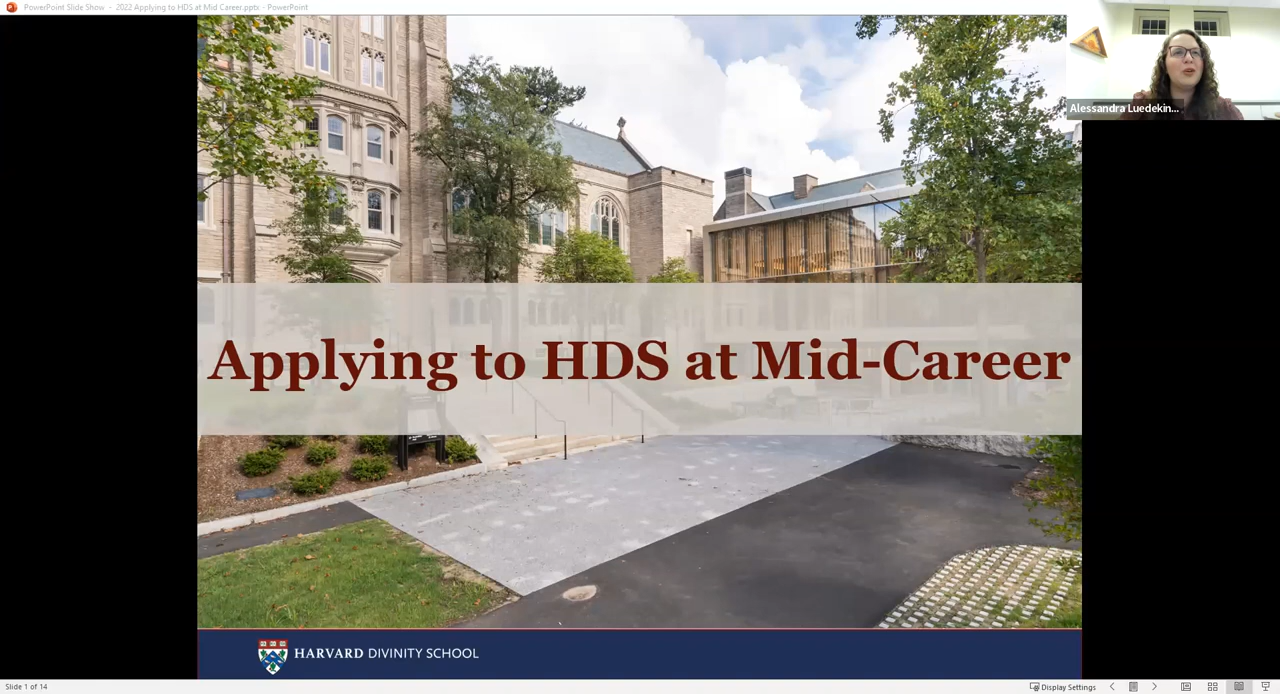 PowerPoint Slide Show - 2022 Applying to HDS at Mid Career.pptx - PowerPoint
Alessandra Luedekin...
Applying to HDS at Mid-Career
HARVARD DIVINITY SCHOOL
Slide 1 of 14
Display Settings